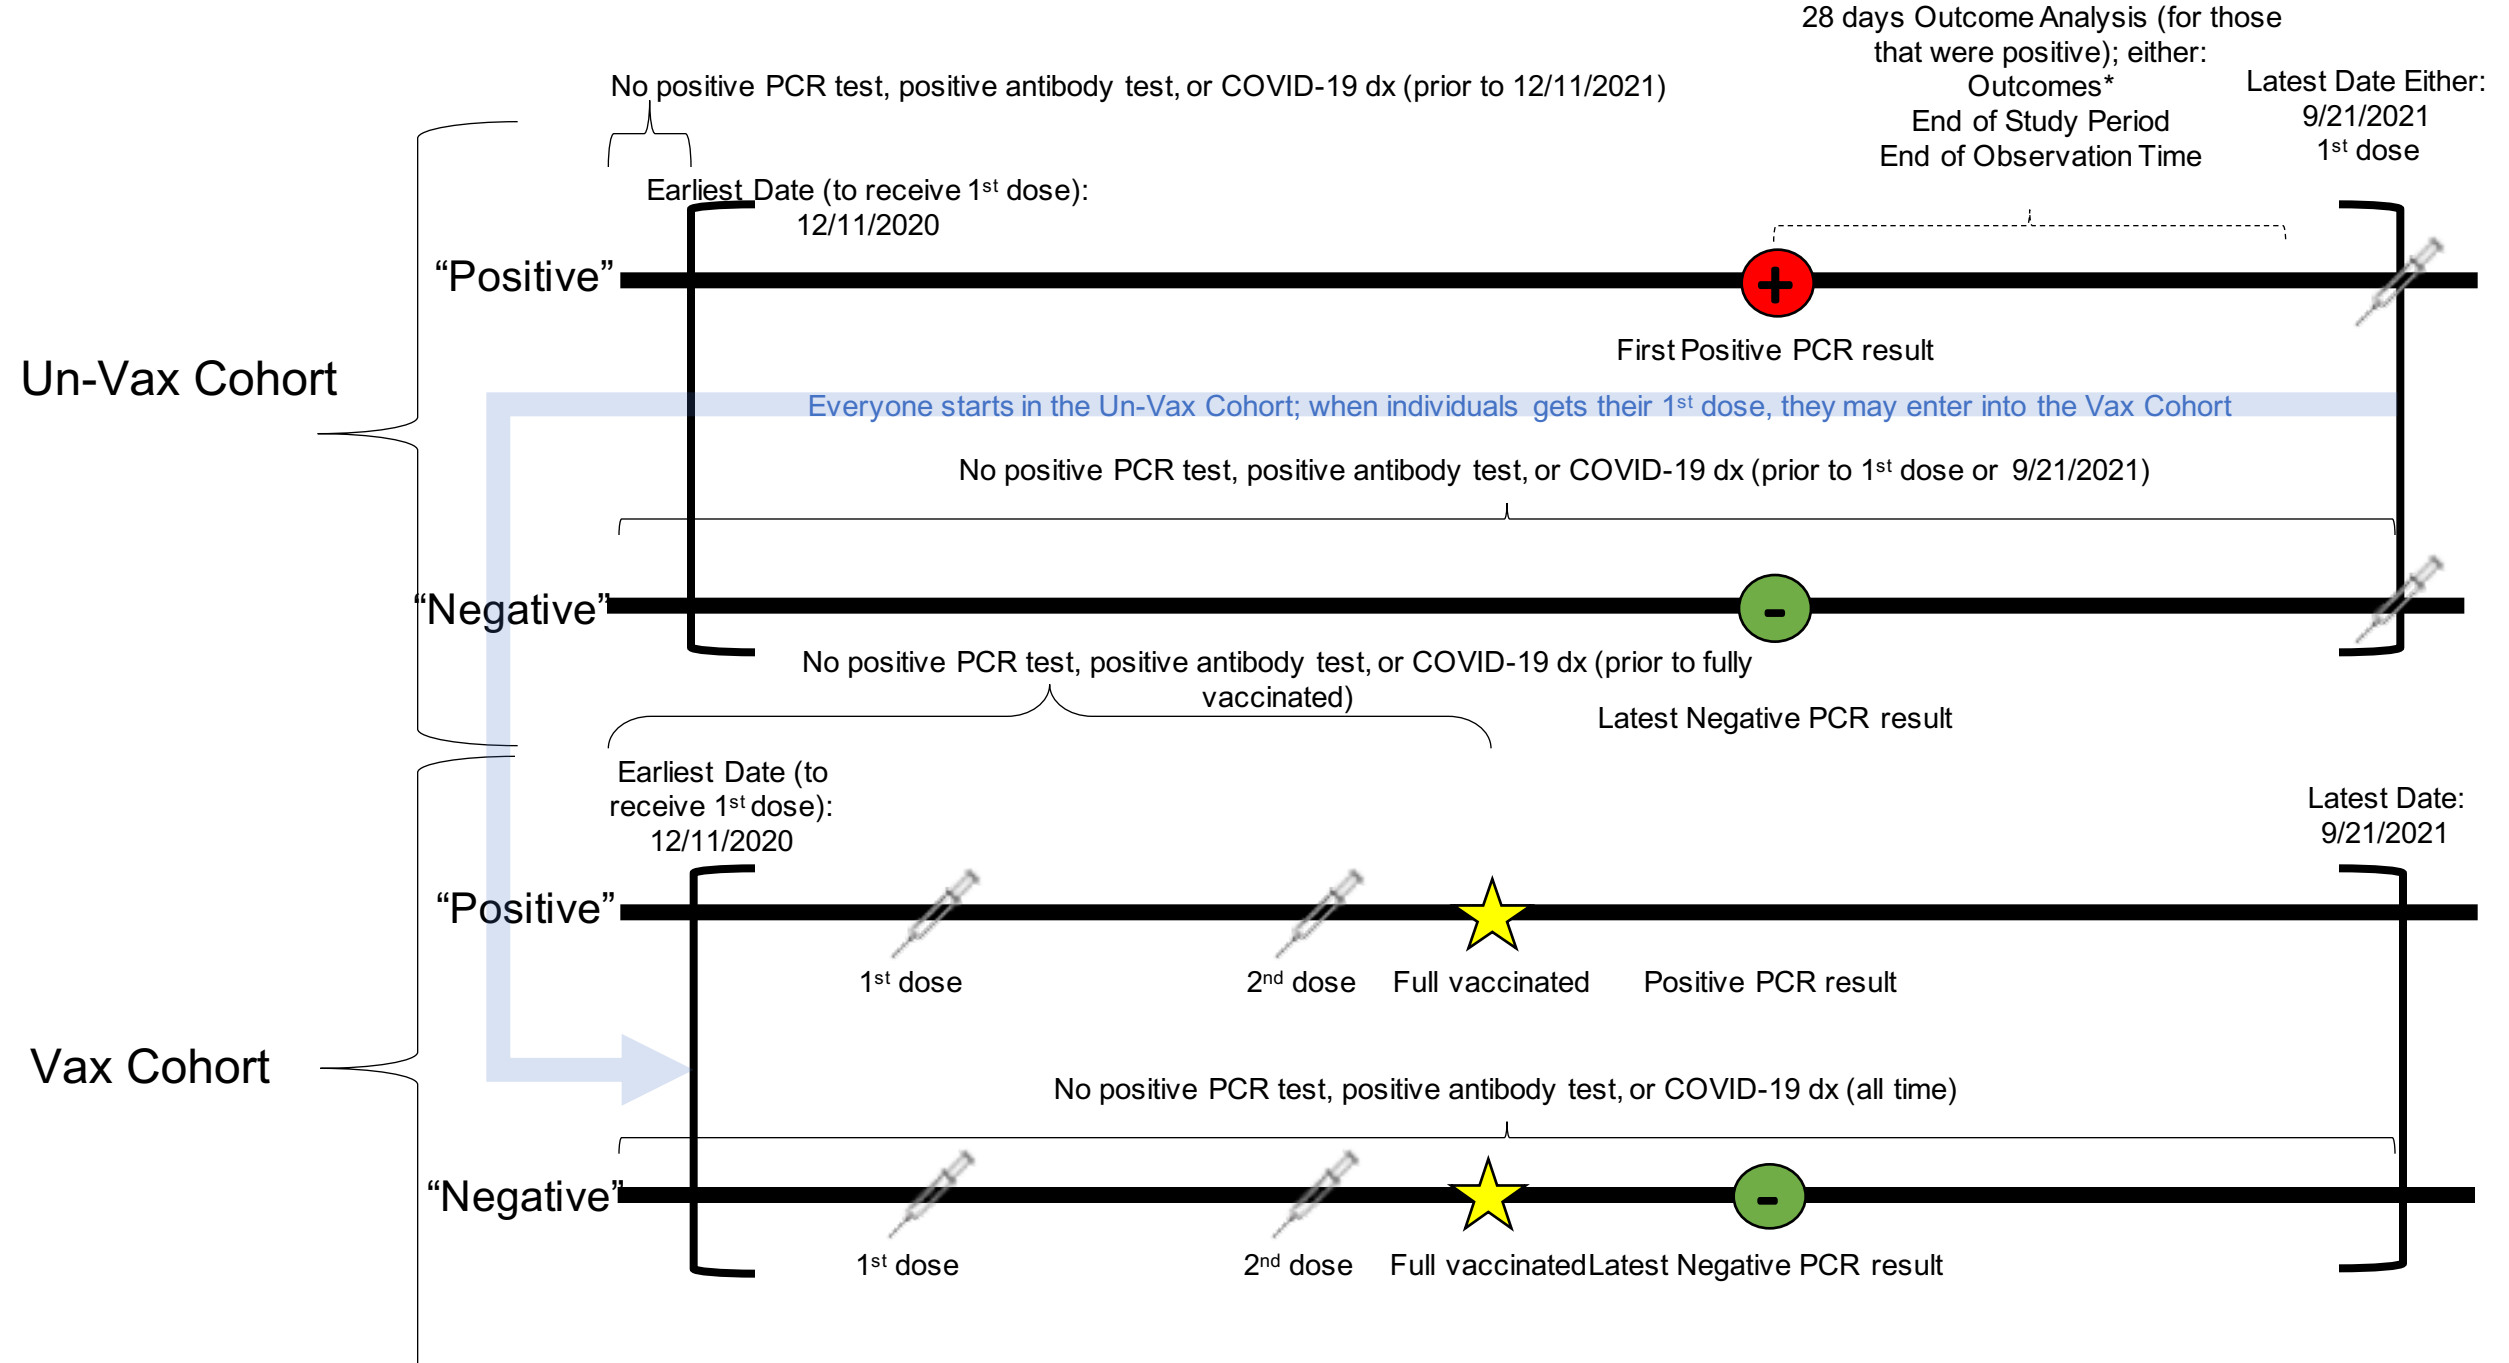 28 days Outcome Analysis (for those
that were positive); either:
Outcomes*
End of Study Period
End of Observation Time
Latest Date Either:
9/21/2021
1st dose
No positive PCR test, positive antibody test, or COVID-19 dx (prior to 12/11/2021)
Earliest Date (to receive 1st dose):
12/11/2020
“Positive”
+
First Positive PCR result
Un-Vax Cohort
Everyone starts in the Un-Vax Cohort; when individuals gets their 1st dose, they may enter into the Vax Cohort
No positive PCR test, positive antibody test, or COVID-19 dx (prior to 1st dose or 9/21/2021)
“Negative”
-
No positive PCR test, positive antibody test, or COVID-19 dx (prior to fully
vaccinated)
Latest Negative PCR result
Earliest Date (to
receive 1st dose):
12/11/2020
Latest Date:
9/21/2021
“Positive”
1st dose
2nd dose
Full vaccinated
Positive PCR result
Vax Cohort
No positive PCR test, positive antibody test, or COVID-19 dx (all time)
“Negative”
-
1st dose
2nd dose
Full vaccinated
Latest Negative PCR result